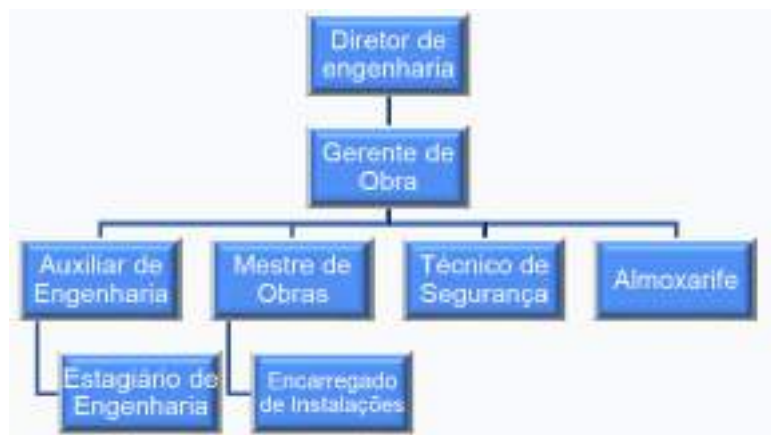 Diretor de
engenharia
Gerente de
Obra
Auxiliar de
Engenharia
Mestre de
Obras
Técnico de
Segurança
Almoxarife
Estagiário de
Engenharia
Encarregado
de Instalações